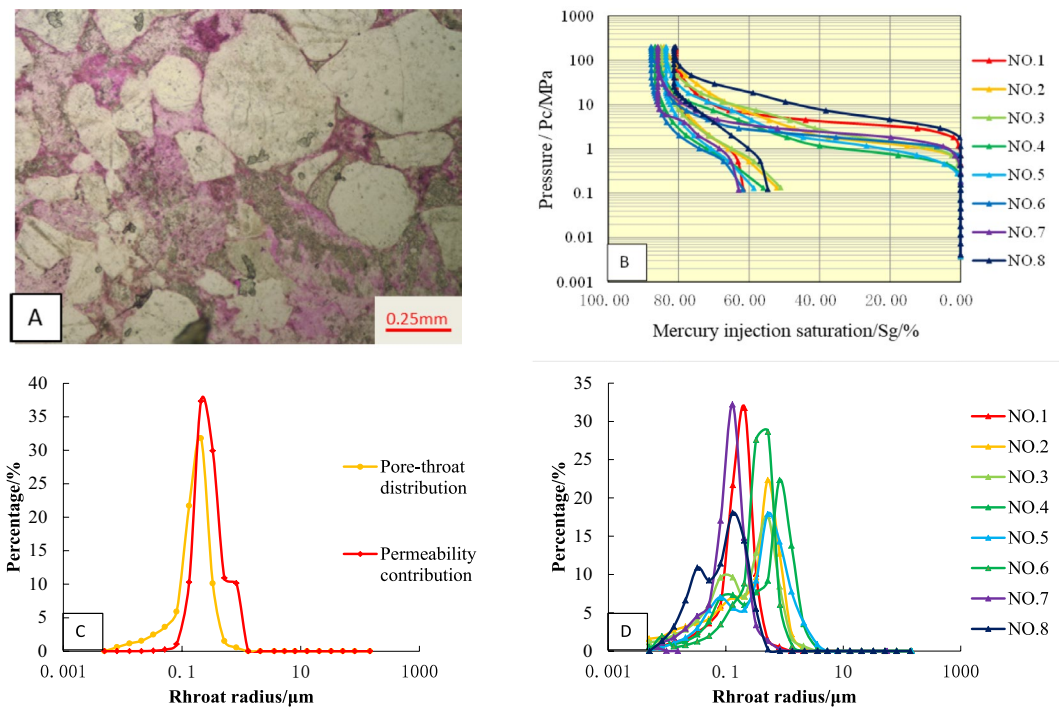 A
0.25mm
1000
100
10
1
0.1
0.01
0.001
Pressure / Pc/MPa
B
100.00 80.00 60.00 40.00 20.00 0.00
Mercury injection saturation/Sg/%
NO.1
NO.2
NO.3
NO.4
NO.5
NO.6
NO.7
NO.8
40
35
30
25
20
15
10
5
0
Percentage/%
C
0.001 0.1 10 1000
Rhroat radius/μm
Pore-throat
distribution
Permeability
contribution
35
30
25
20
15
10
5
0
Percentage/%
D
0.001 0.1 10 1000
Rhroat radius/μm
NO.1
NO.2
NO.3
NO.4
NO.5
NO.6
NO.7
NO.8